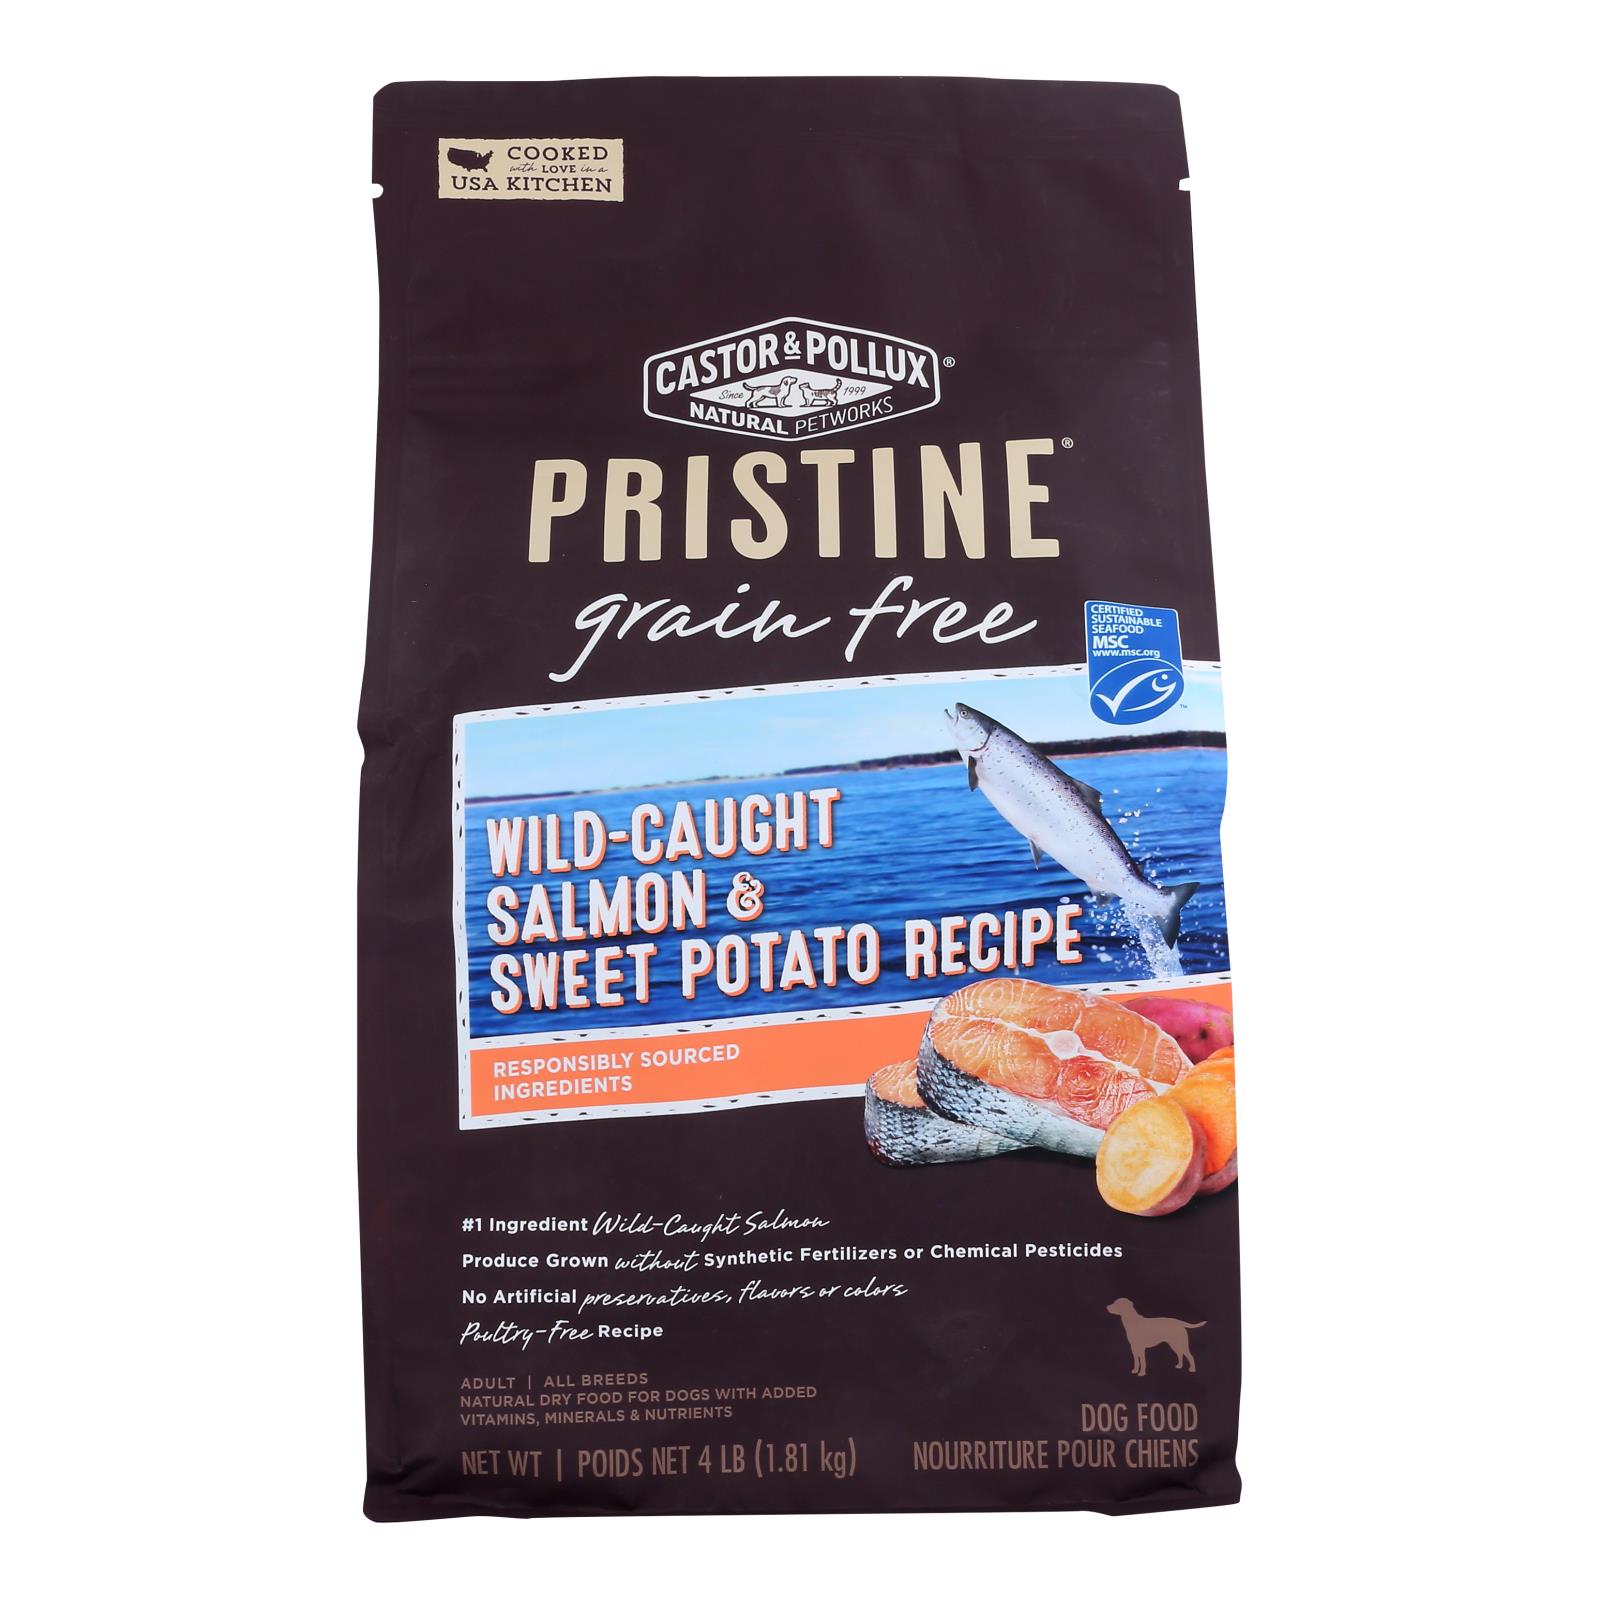 COOKED
with LOVE in a
USA KITCHEN
CASTOR & POLLUX®
Since 1999
NATURAL PETWORKS
PRISTINE®
grain free
CERTIFIED
SUSTAINABLE
SEAFOOD
MSC
www.msc.org
TM
WILD-CAUGHT
SALMON &
SWEET POTATO RECIPE
RESPONSIBLY SOURCED
INGREDIENTS
#1 Ingredient Wild-Caught Salmon
Produce Grown without Synthetic Fertilizers or Chemical Pesticides
No Artificial preservatives, flavors or colors
Poultry-Free Recipe
ADULT | ALL BREEDS
NATURAL DRY FOOD FOR DOGS WITH ADDED
VITAMINS, MINERALS & NUTRIENTS
NET WT | POIDS NET 4 LB (1.81 kg)
DOG FOOD
NOURRITURE POUR CHIENS